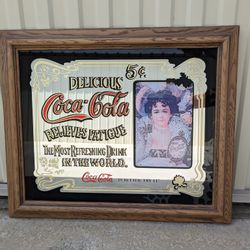 DELICIOUS 5¢
Coca-Cola
RELIEVES FATIGUE
THE MOST REFRESHING DRINK
IN THE WORLD.
Coca-Cola